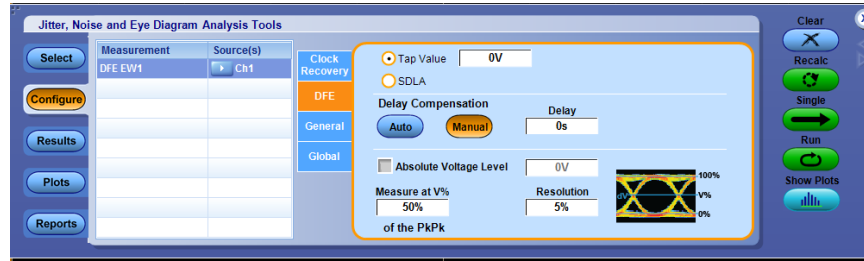 Jitter, Noise and Eye Diagram Analysis Tools
Select
Configure
Results
Plots
Reports
Measurement Source(s)
DFE EW1 Ch1
Clock
Recovery
DFE
General
Global
Tap Value 0V
SDLA
Delay Compensation
Auto Manual
Delay
0s
Absolute Voltage Level 0V
Measure at V%
50%
of the PkPk
Resolution
5%
100%
dV V%
0%
Clear
Recalc
Single
Run
Show Plots